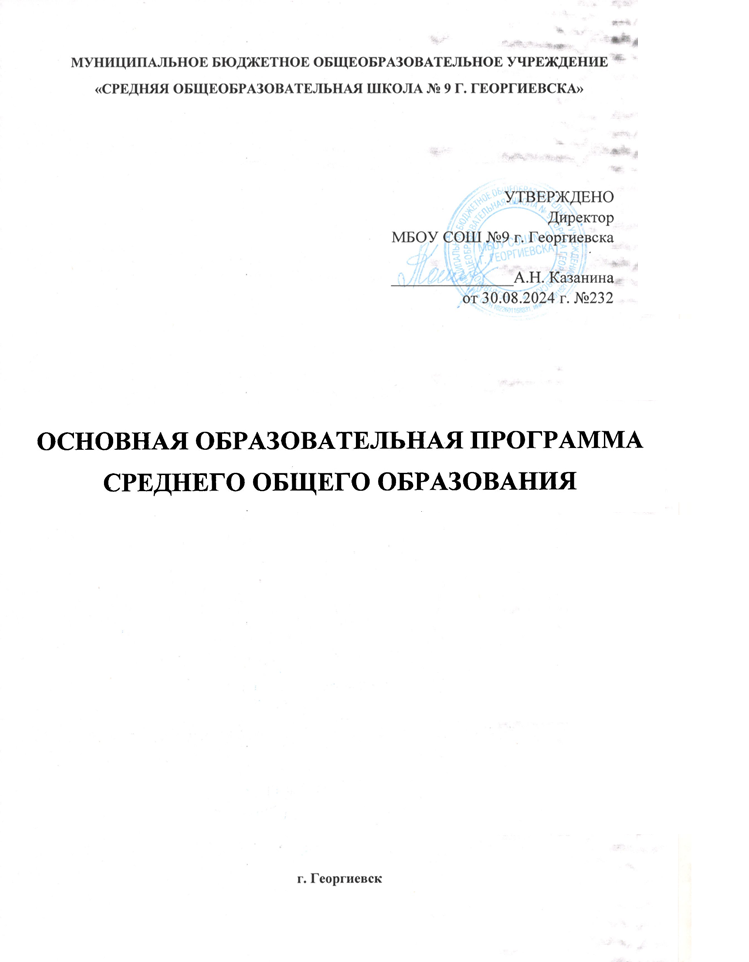 МУНИЦИПАЛЬНОЕ БЮДЖЕТНОЕ ОБЩЕОБРАЗОВАТЕЛЬНОЕ УЧРЕЖДЕНИЕ
«СРЕДНЯЯ ОБЩЕОБРАЗОВАТЕЛЬНАЯ ШКОЛА № 9 Г. ГЕОРГИЕВСКА»
УТВЕРЖДЕНО
Директор
МБОУ СОШ №9 г. Георгиевска
А.Н. Казанина
от 30.08.2024 г. №232
ОСНОВНАЯ ОБРАЗОВАТЕЛЬНАЯ ПРОГРАММА
СРЕДНЕГО ОБЩЕГО ОБРАЗОВАНИЯ
г. Георгиевск